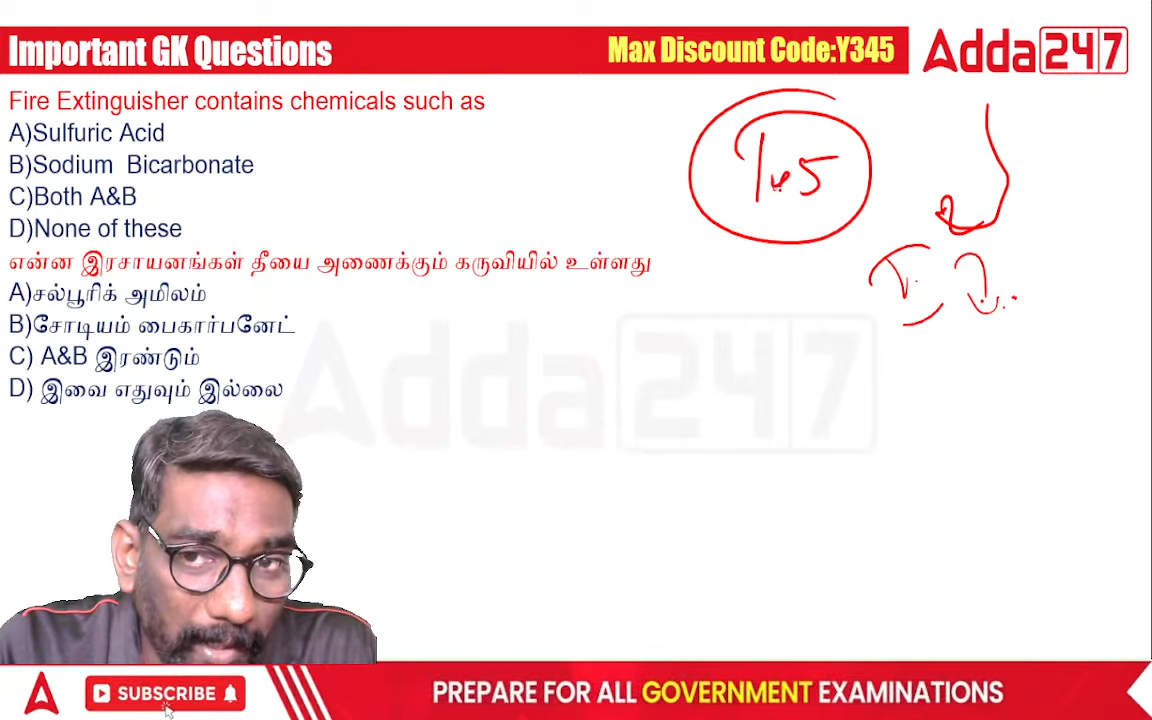 Important GK Questions
Max Discount Code:Y345
Adda247
Fire Extinguisher contains chemicals such as
A)Sulfuric Acid
B)Sodium Bicarbonate
C)Both A&B
D)None of these
என்ன இரசாயனங்கள் தீயை அணைக்கும் கருவியில் உள்ளது
A)சல்பூரிக் அமிலம்
B)சோடியம் பைகார்பனேட்
C) A&B இரண்டும்
D) இவை எதுவும் இல்லை
Adda247
SUBSCRIBE
PREPARE FOR ALL GOVERNMENT EXAMINATIONS